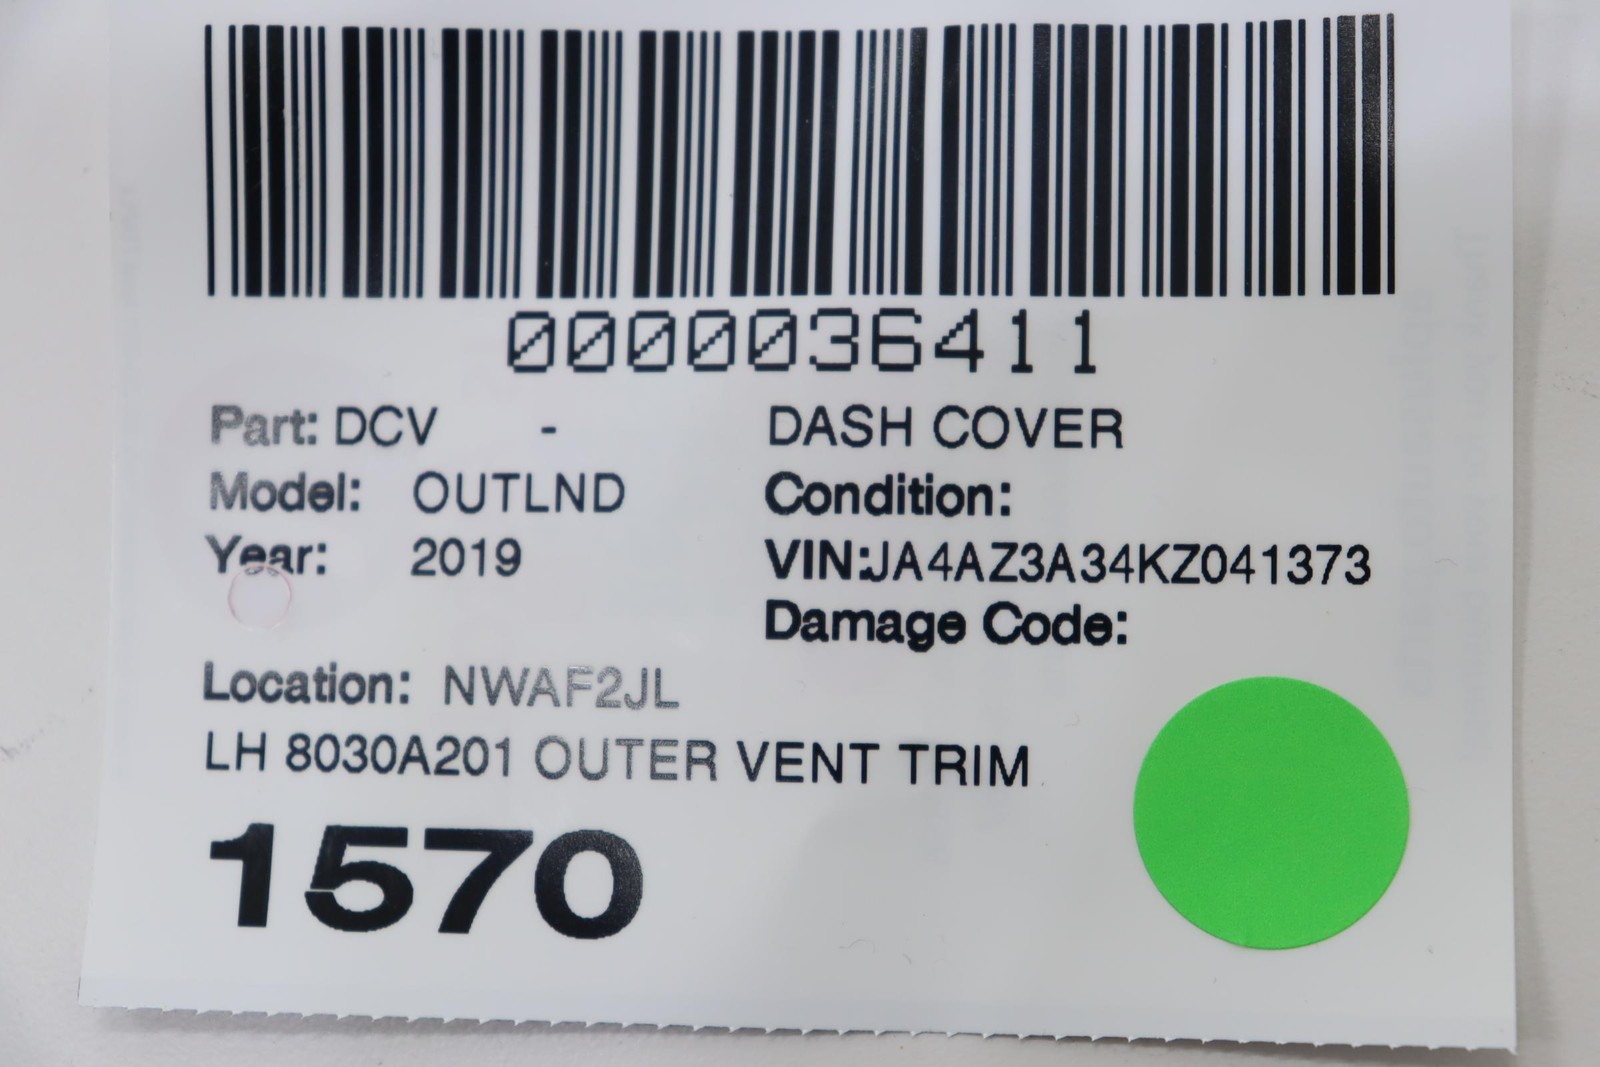 0000036411
Part: DCV - DASH COVER
Model: OUTLND Condition:
Year: 2019 VIN:JA4AZ3A34KZ041373
Damage Code:
Location: NWAF2JL
LH 8030A201 OUTER VENT TRIM
1570